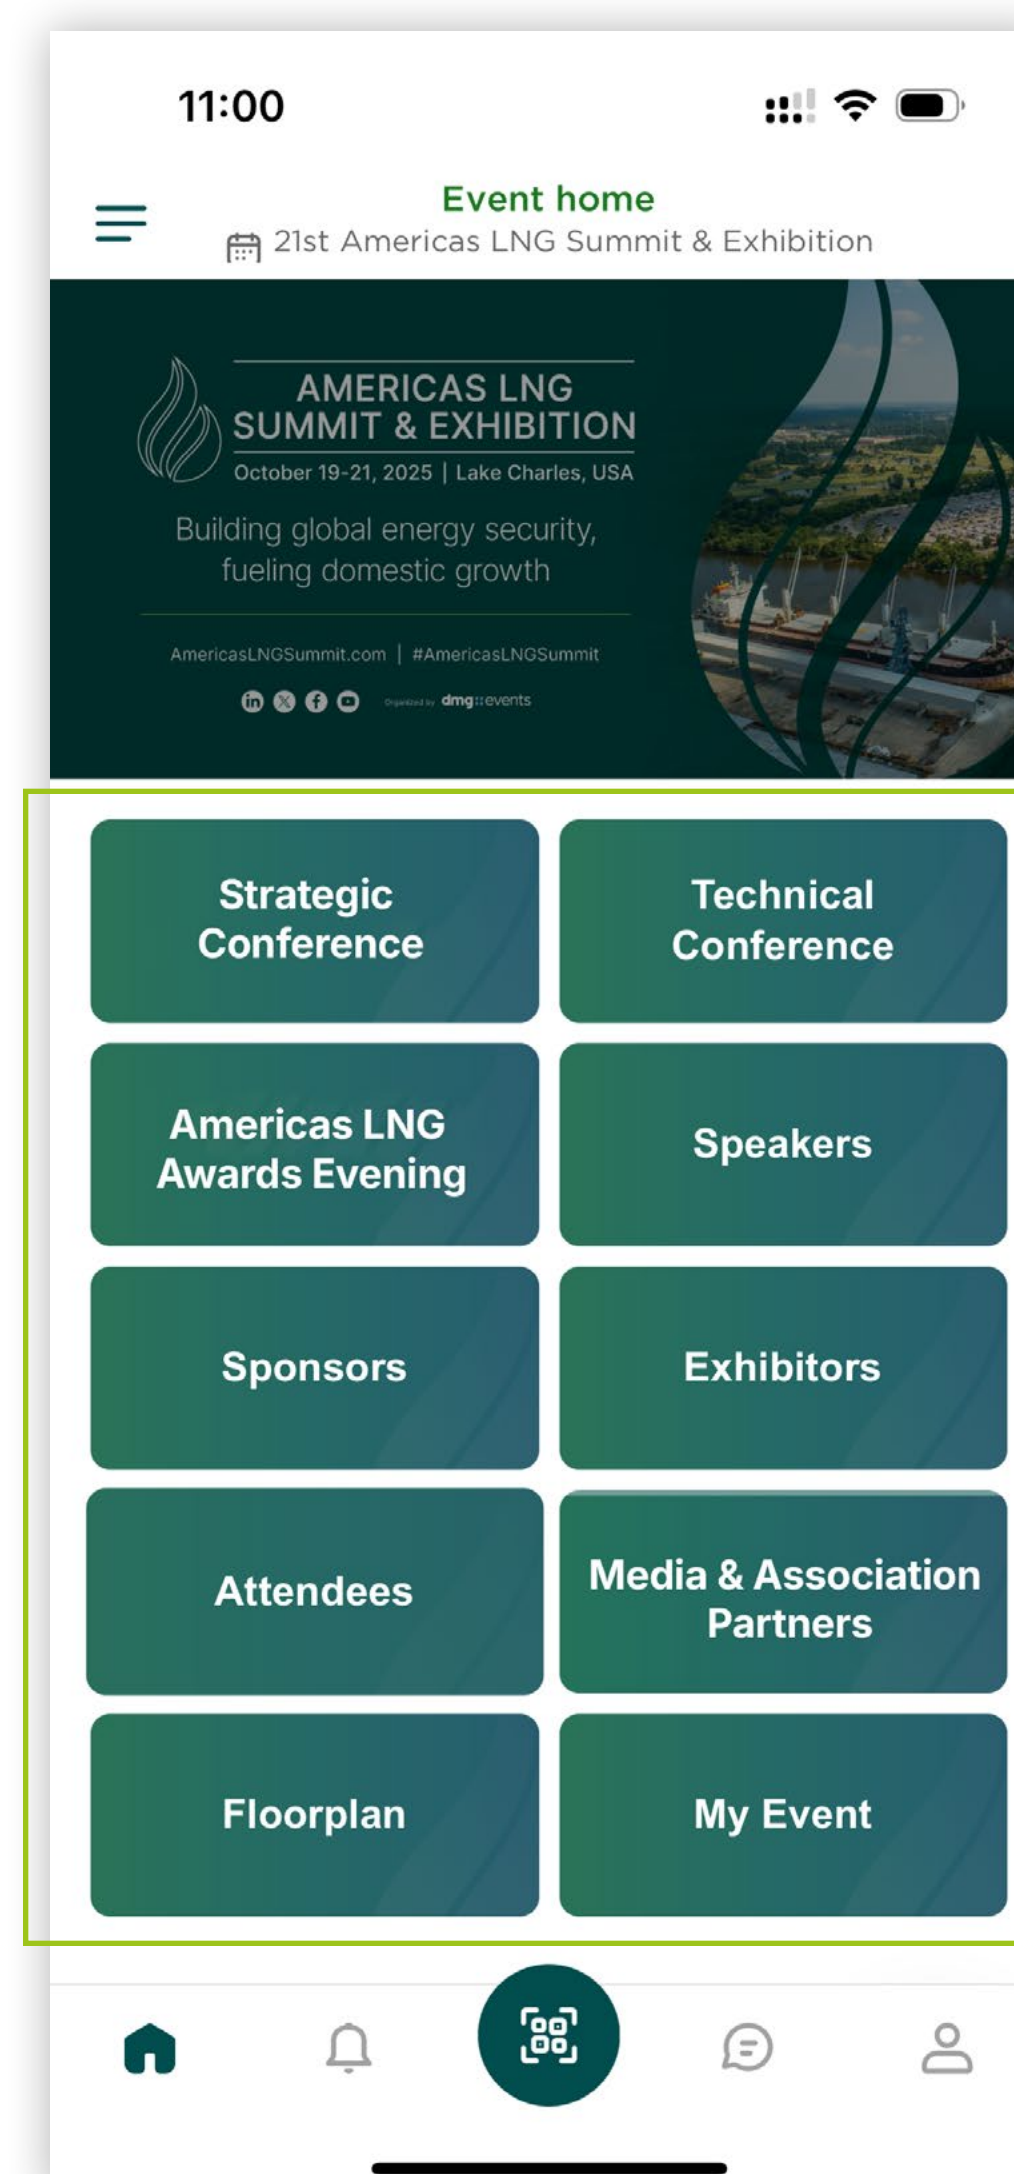 11:00
Event home
21st Americas LNG Summit & Exhibition
AMERICAS LNG
SUMMIT & EXHIBITION
October 19-21, 2025 | Lake Charles, USA
Building global energy security,
fueling domestic growth
AmericasLNGSummit.com | #AmericasLNGSummit
Organized by dmg::events
Strategic
Conference
Technical
Conference
Americas LNG
Awards Evening
Speakers
Sponsors
Exhibitors
Attendees
Media & Association
Partners
Floorplan
My Event